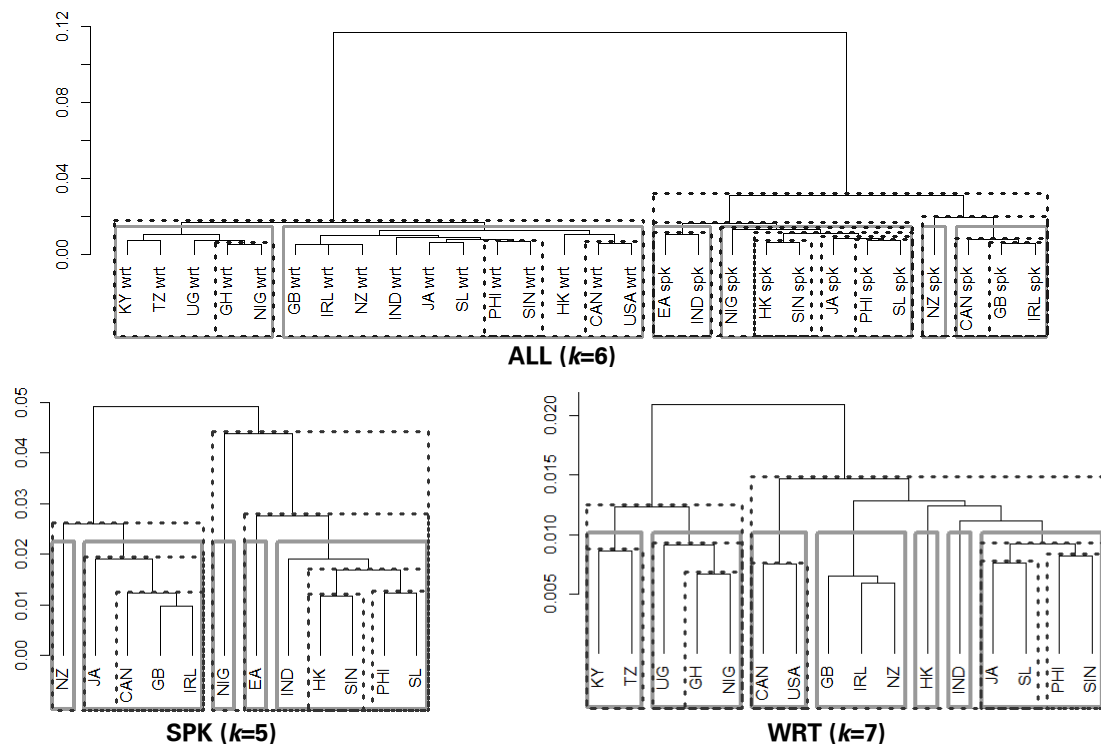 0.12
0.08
0.04
0.00
KY wrt
TZ wrt
UG wrt
GH wrt
NIG wrt
GB wrt
IRL wrt
NZ wrt
IND wrt
JA wrt
SL wrt
PHI wrt
SIN wrt
HK wrt
CAN wrt
USA wrt
EA spk
IND spk
NIG spk
HK spk
SIN spk
JA spk
PHI spk
SL spk
NZ spk
CAN spk
GB spk
IRL spk
ALL (k=6)
0.05
0.04
0.03
0.02
0.01
0.00
NZ
JA
CAN
GB
IRL
NIG
EA
IND
HK
SIN
PHI
SL
SPK (k=5)
0.020
0.015
0.010
0.005
KY
TZ
UG
GH
NIG
CAN
USA
GB
IRL
NZ
HK
IND
JA
SL
PHI
SIN
WRT (k=7)